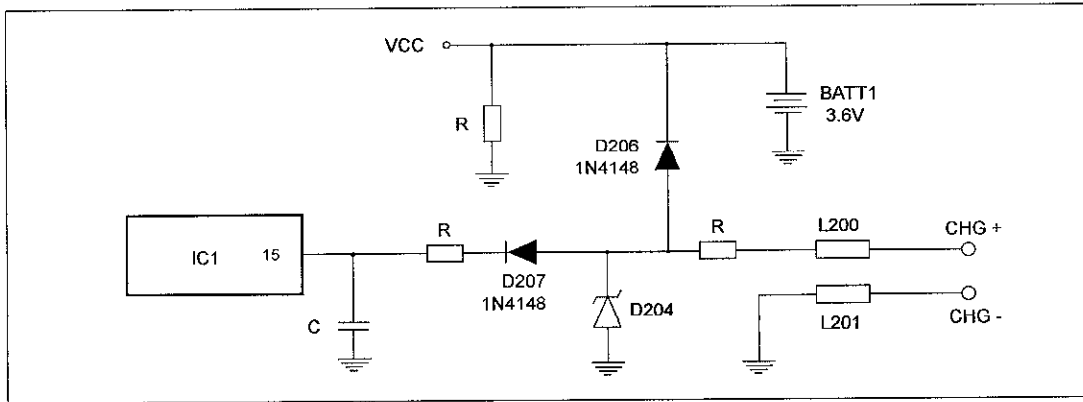 VCC
BATT1
3.6V
R
D206
1N4148
R
R
L200
CHG +
IC1
15
D207
1N4148
D204
L201
CHG -
C